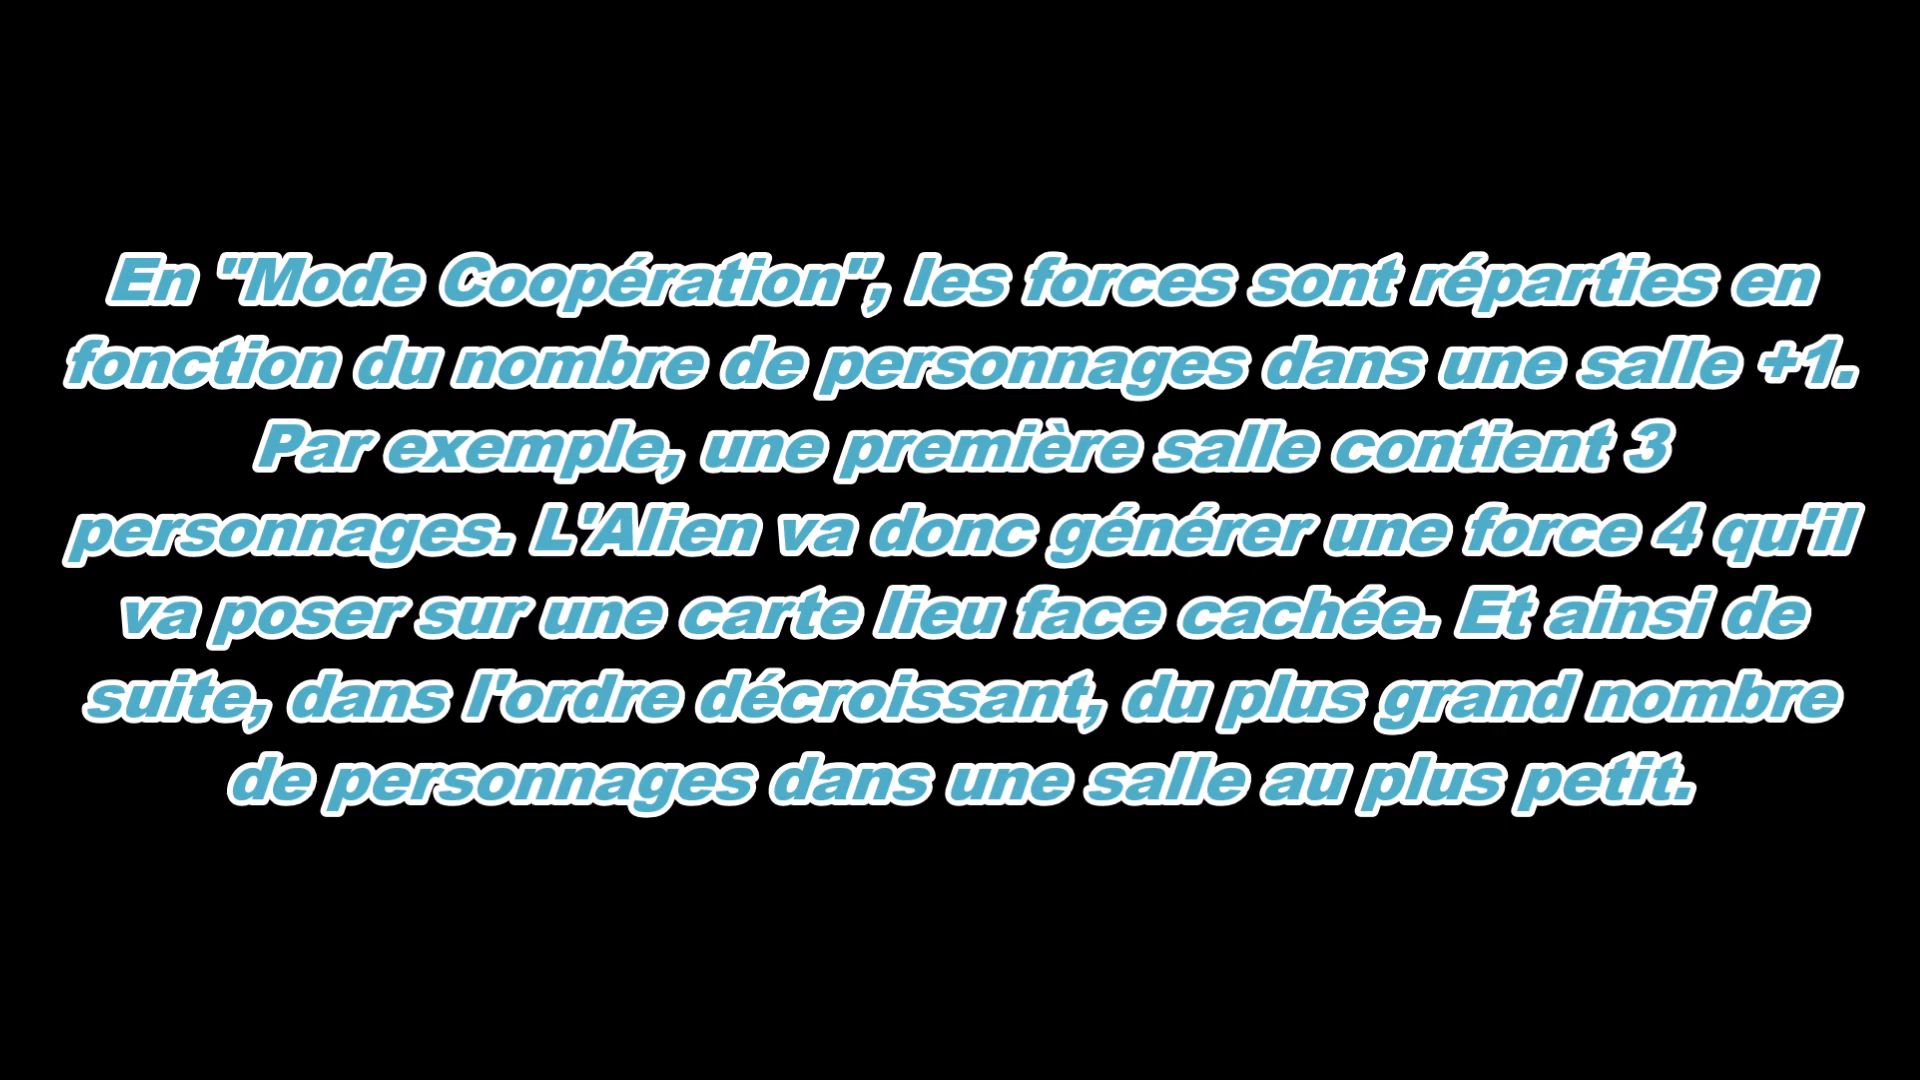 En "Mode Coopération", les forces sont réparties en
fonction du nombre de personnages dans une salle +1.
Par exemple, une première salle contient 3
personnages. L'Alien va donc générer une force 4 qu'il
va poser sur une carte lieu face cachée. Et ainsi de
suite, dans l'ordre décroissant, du plus grand nombre
de personnages dans une salle au plus petit.